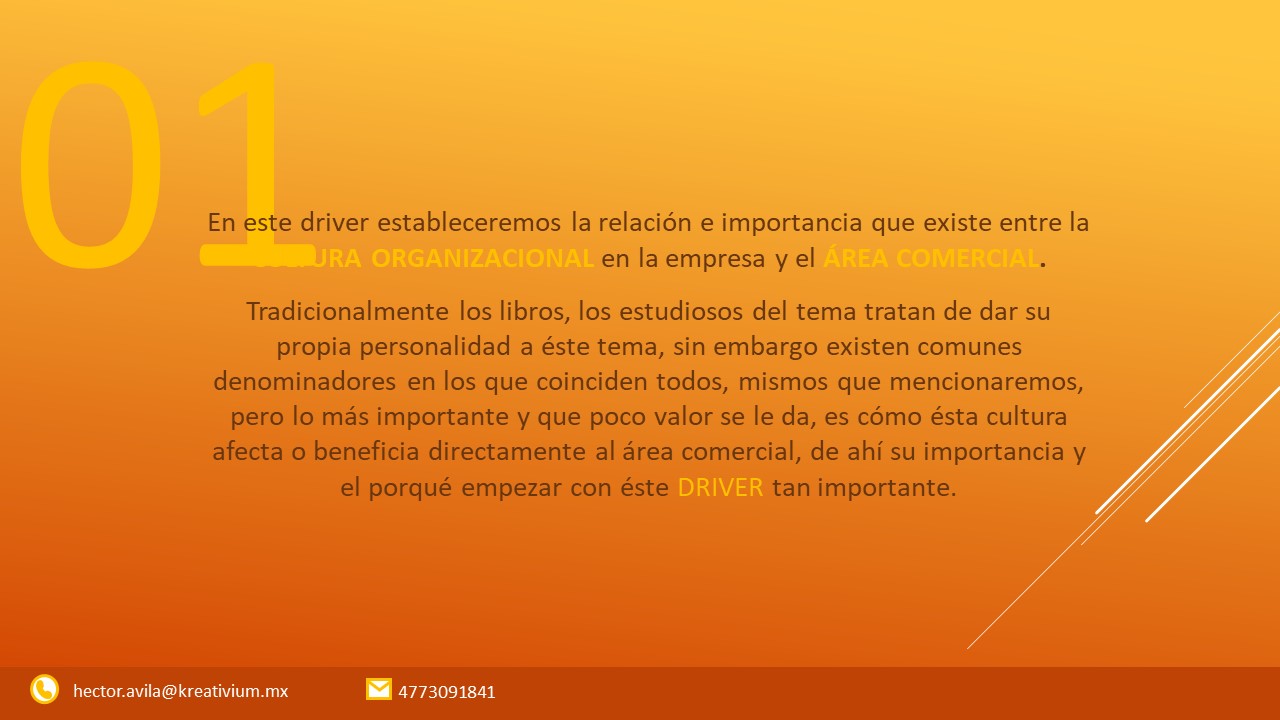 01
En este driver estableceremos la relación e importancia que existe entre la
CULTURA ORGANIZACIONAL en la empresa y el ÁREA COMERCIAL.
Tradicionalmente los libros, los estudiosos del tema tratan de dar su
propia personalidad a éste tema, sin embargo existen comunes
denominadores en los que coinciden todos, mismos que mencionaremos,
pero lo más importante y que poco valor se le da, es cómo ésta cultura
afecta o beneficia directamente al área comercial, de ahí su importancia y
el porqué empezar con éste DRIVER tan importante.
hector.avila@kreativium.mx
4773091841